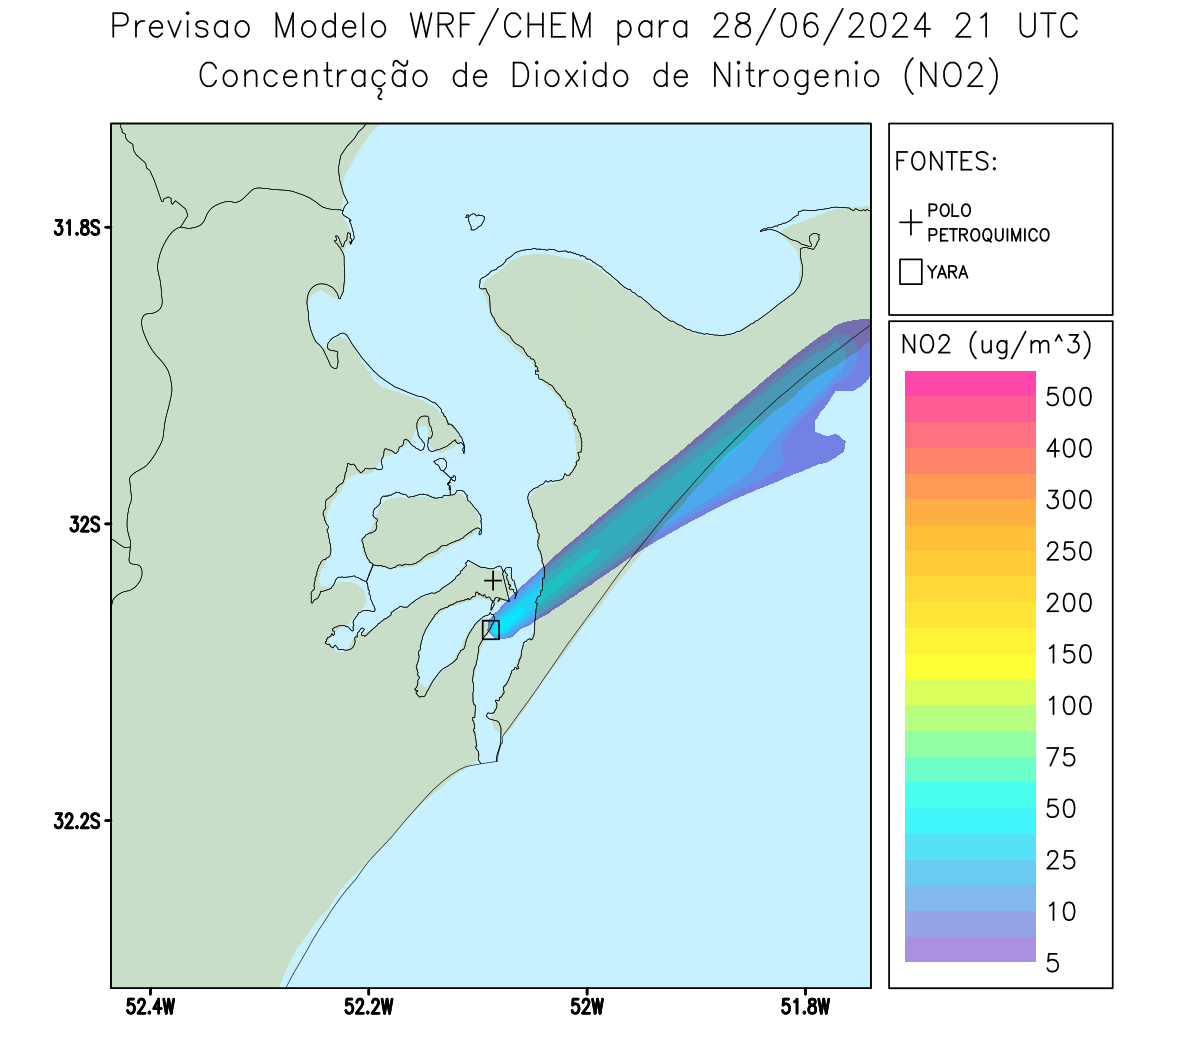 Previsao Modelo WRF/CHEM para 28/06/2024 21 UTC
Concentração de Dioxido de Nitrogenio (NO2)
FONTES:
POLO
PETROQUIMICO
YARA
NO2 (ug/m^3)
500
400
300
250
200
150
100
75
50
25
10
5
31.8S
32S
32.2S
52.4W
52.2W
52W
51.8W